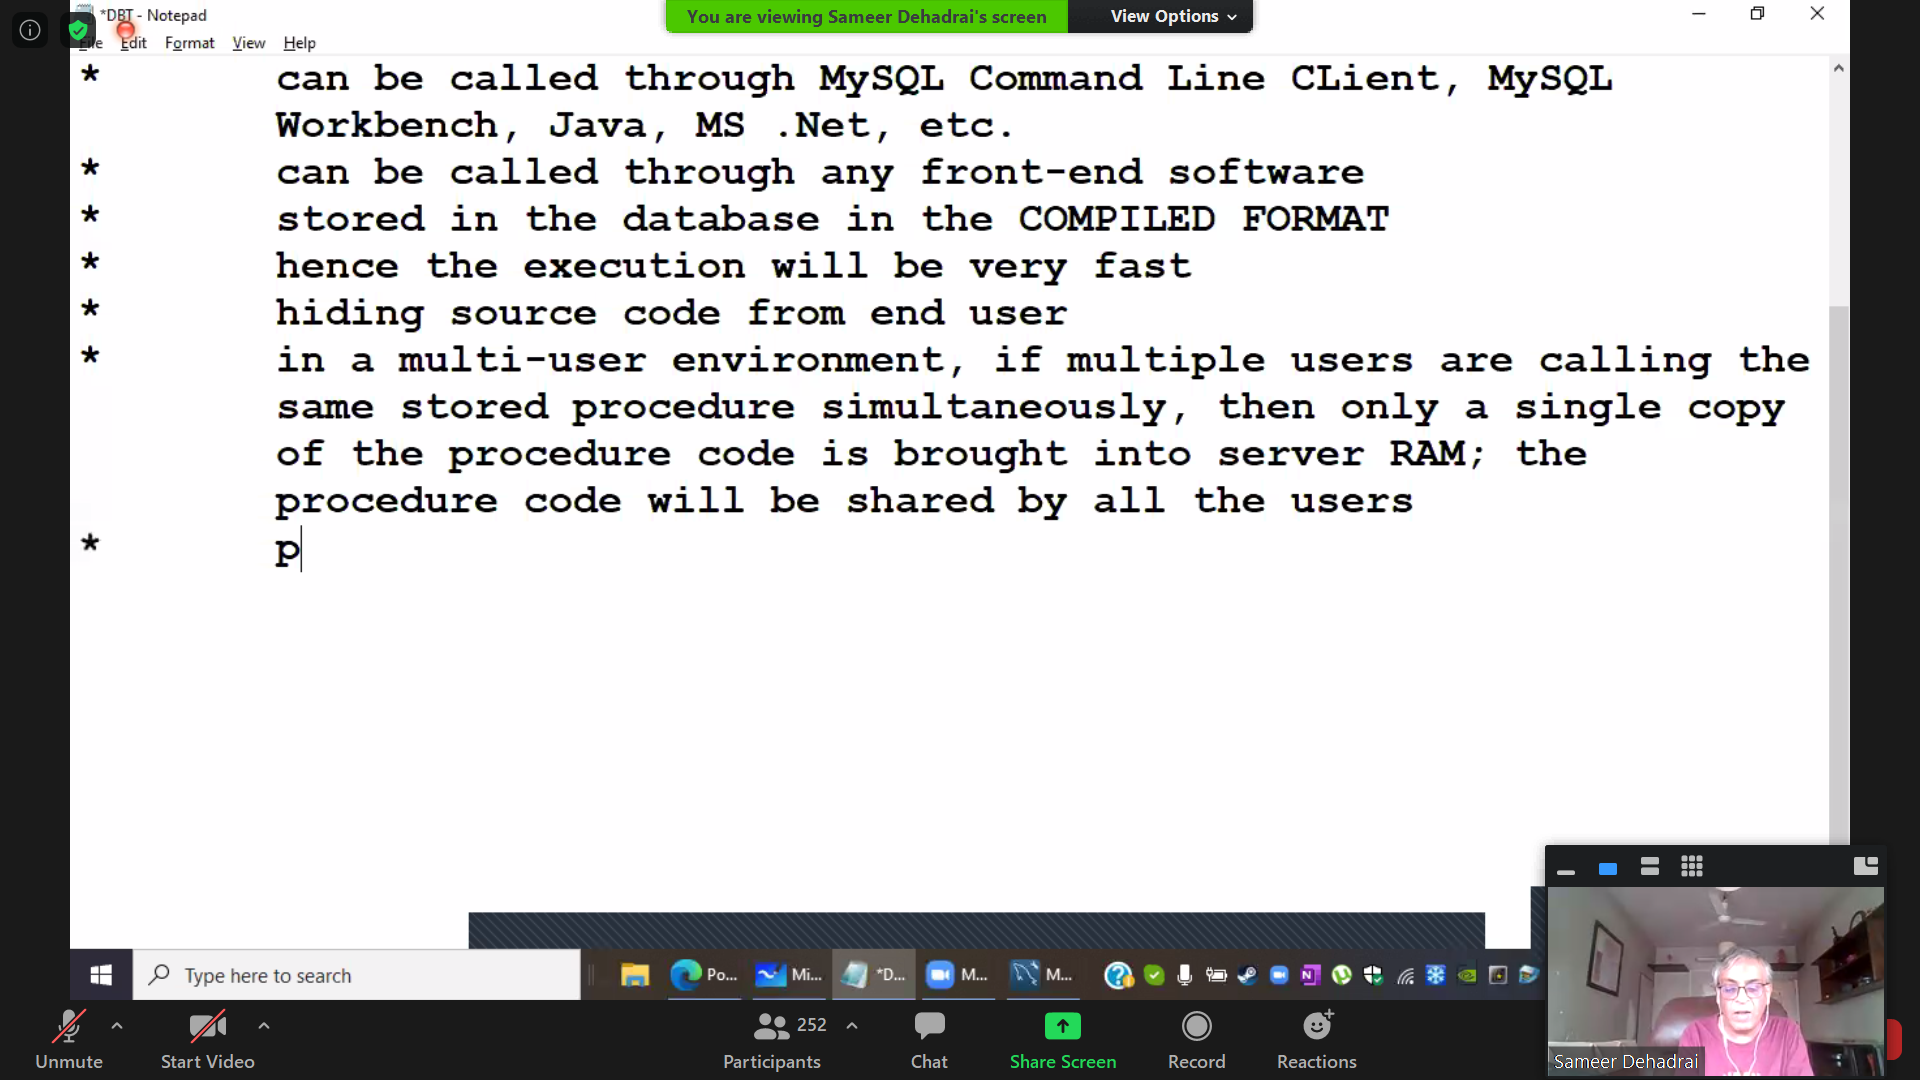 *DBT - Notepad
You are viewing Sameer Dehadrai's screen View Options
File Edit Format View Help
* can be called through MySQL Command Line CLient, MySQL
Workbench, Java, MS .Net, etc.
* can be called through any front-end software
* stored in the database in the COMPILED FORMAT
* hence the execution will be very fast
* hiding source code from end user
* in a multi-user environment, if multiple users are calling the
same stored procedure simultaneously, then only a single copy
of the procedure code is brought into server RAM; the
procedure code will be shared by all the users
* p
Type here to search
Po... Mi... *D... M... M...
Unmute Start Video 252 Participants Chat Share Screen Record Reactions
Sameer Dehadrai